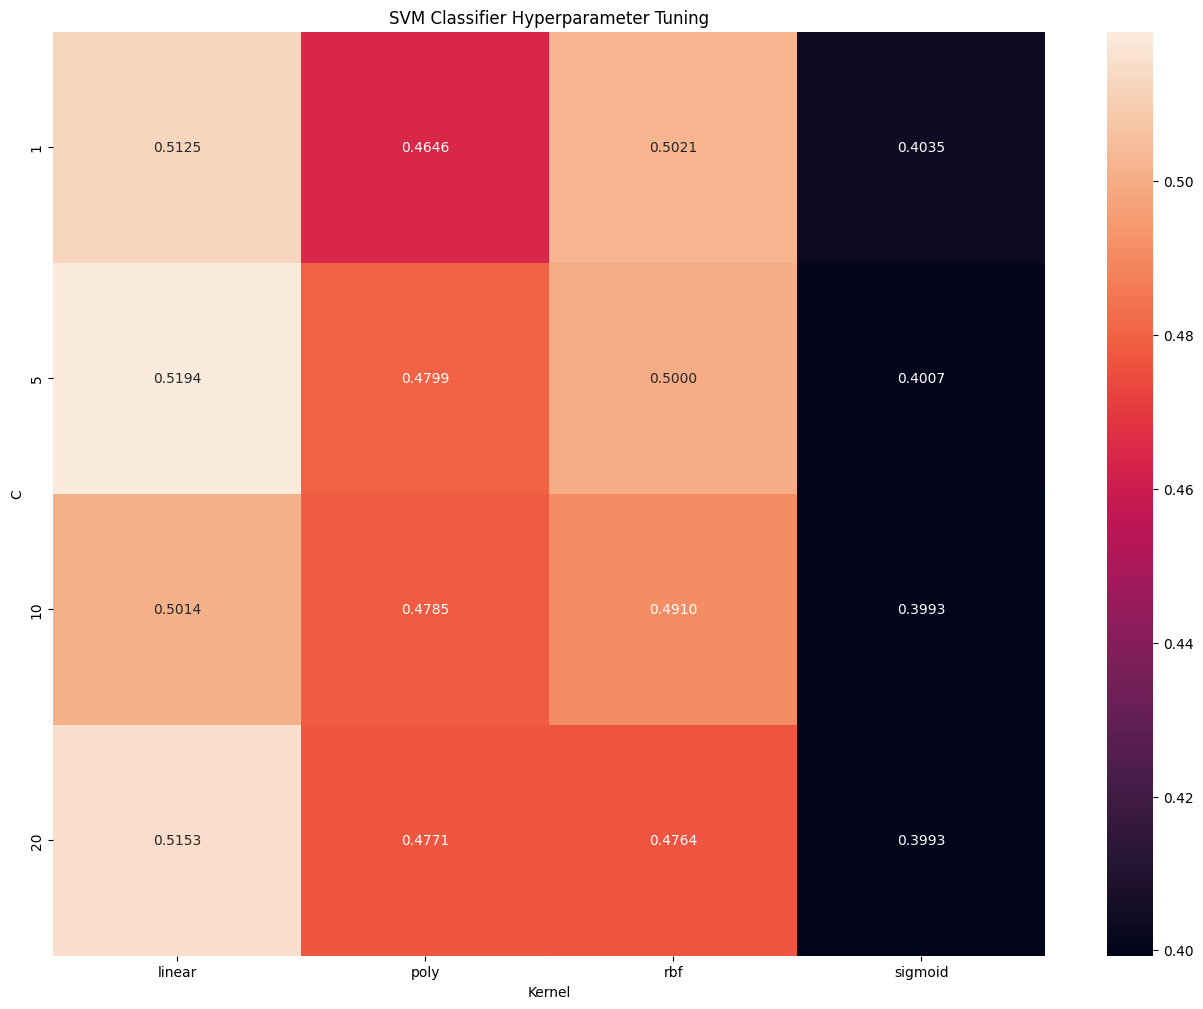 SVM Classifier Hyperparameter Tuning
1 0.5125 0.4646 0.5021 0.4035
5 0.5194 0.4799 0.5000 0.4007
10 0.5014 0.4785 0.4910 0.3993
20 0.5153 0.4771 0.4764 0.3993
C
linear poly rbf sigmoid
Kernel
0.50
0.48
0.46
0.44
0.42
0.40